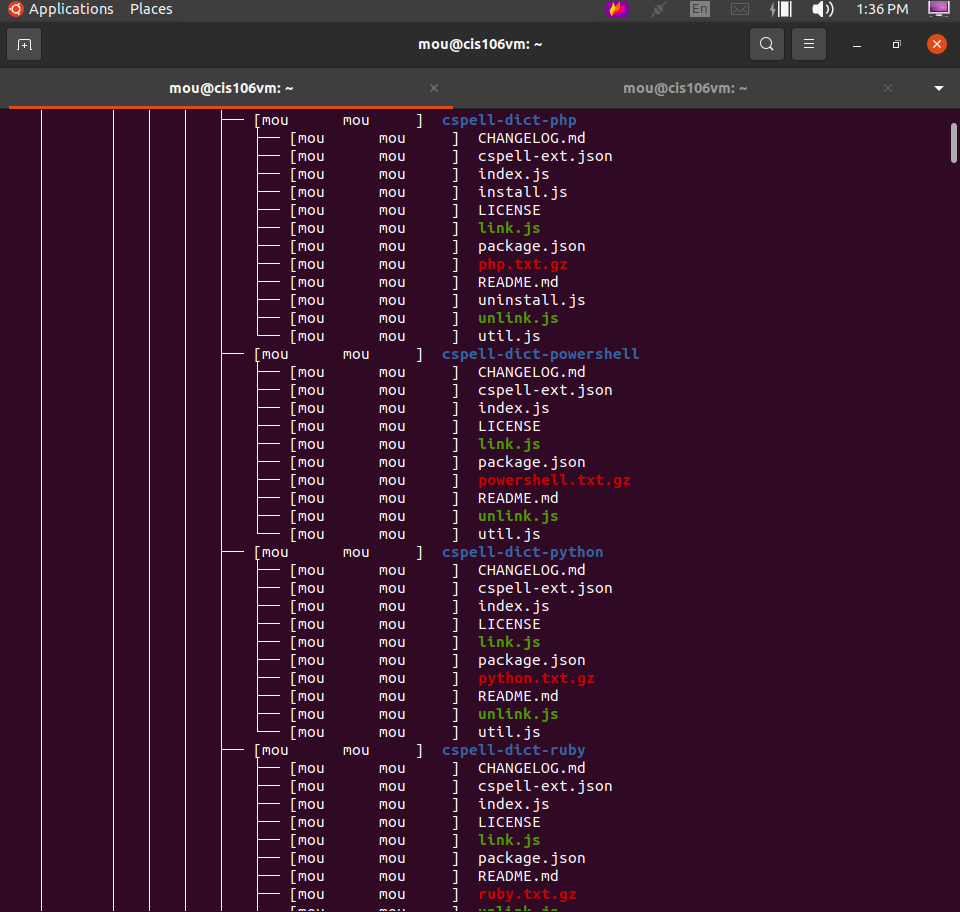 Applications Places En 1:36 PM
mou@cis106vm: ~
mou@cis106vm: ~ mou@cis106vm: ~
[mou mou ] cspell-dict-php
[mou mou ] CHANGELOG.md
[mou mou ] cspell-ext.json
[mou mou ] index.js
[mou mou ] install.js
[mou mou ] LICENSE
[mou mou ] link.js
[mou mou ] package.json
[mou mou ] php.txt.gz
[mou mou ] README.md
[mou mou ] uninstall.js
[mou mou ] unlink.js
[mou mou ] util.js
[mou mou ] cspell-dict-powershell
[mou mou ] CHANGELOG.md
[mou mou ] cspell-ext.json
[mou mou ] index.js
[mou mou ] LICENSE
[mou mou ] link.js
[mou mou ] package.json
[mou mou ] powershell.txt.gz
[mou mou ] README.md
[mou mou ] unlink.js
[mou mou ] util.js
[mou mou ] cspell-dict-python
[mou mou ] CHANGELOG.md
[mou mou ] cspell-ext.json
[mou mou ] index.js
[mou mou ] LICENSE
[mou mou ] link.js
[mou mou ] package.json
[mou mou ] python.txt.gz
[mou mou ] README.md
[mou mou ] unlink.js
[mou mou ] util.js
[mou mou ] cspell-dict-ruby
[mou mou ] CHANGELOG.md
[mou mou ] cspell-ext.json
[mou mou ] index.js
[mou mou ] LICENSE
[mou mou ] link.js
[mou mou ] package.json
[mou mou ] README.md
[mou mou ] ruby.txt.gz
[mou mou ]